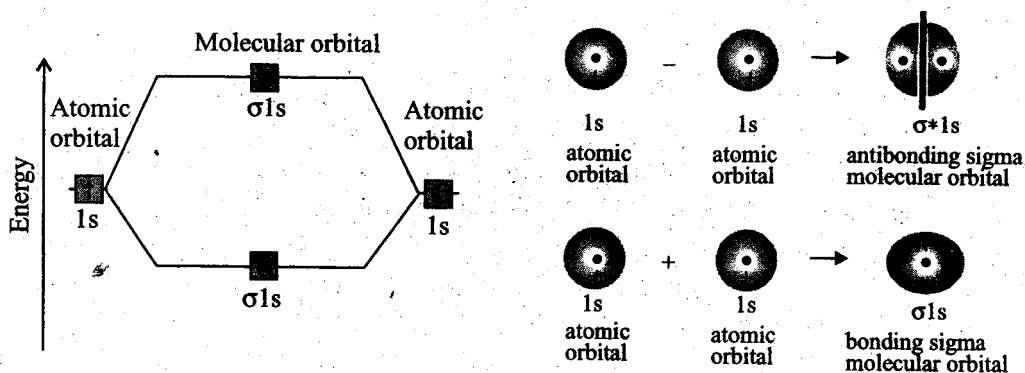 Molecular orbital
σ1s
Atomic
orbital
Atomic
orbital
Energy
1s
1s
σ1s
−
1s
1s
σ*1s
atomic
orbital
atomic
orbital
antibonding sigma
molecular orbital
+
1s
1s
σ1s
atomic
orbital
atomic
orbital
bonding sigma
molecular orbital